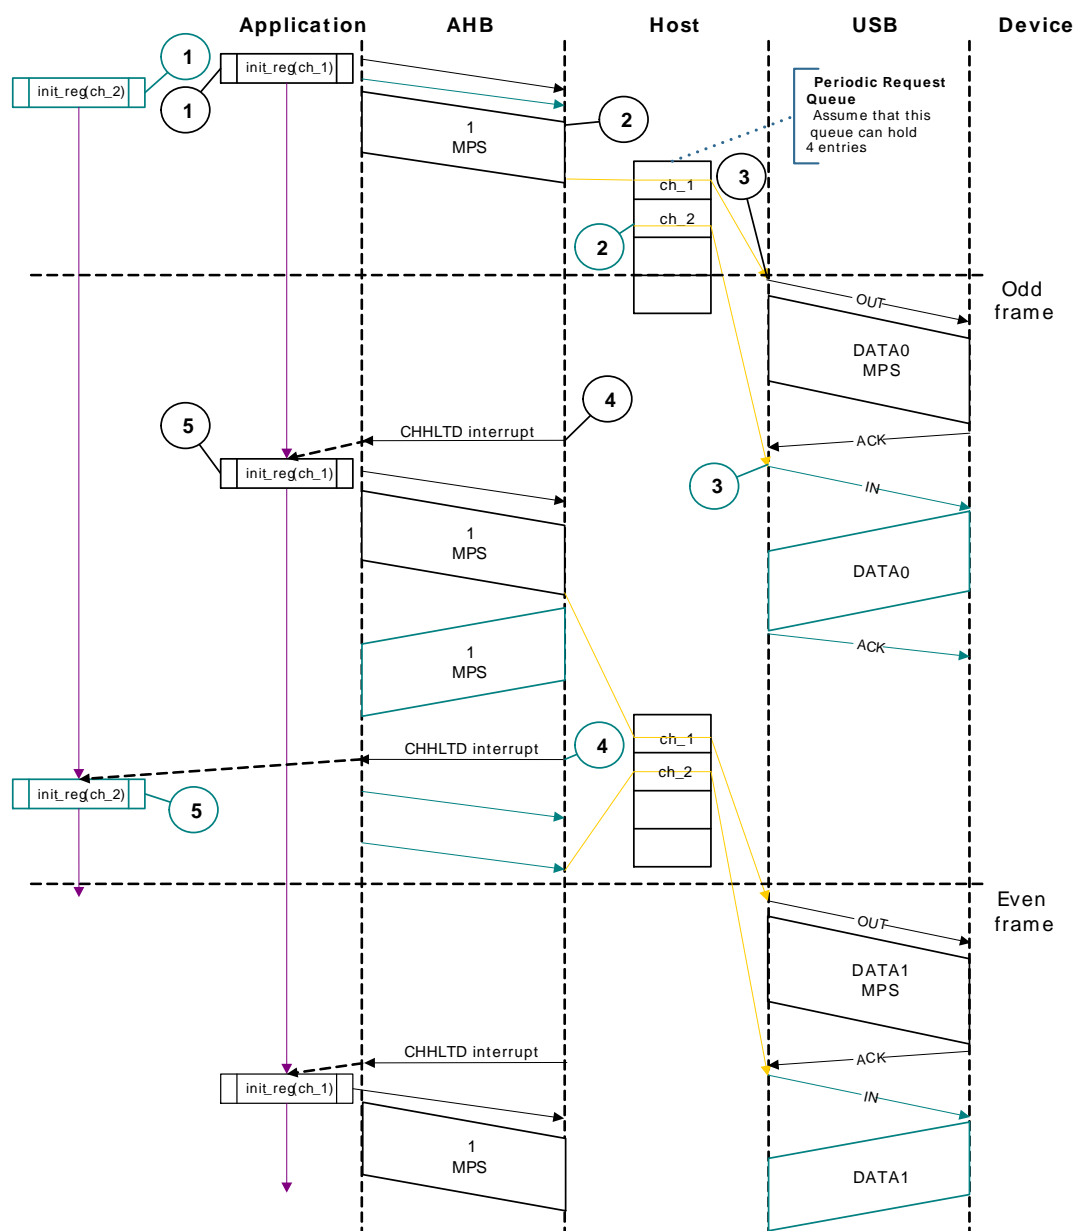 Application AHB Host USB Device
1
init_reg(ch_1)
init_reg(ch_2)
1
Periodic Request
Queue
Assume that this
queue can hold
4 entries
1
MPS
2
3
ch_1
ch_2
2
Odd
frame
OUT
DATA0
MPS
4
5
CHHLTD interrupt
ACK
init_reg(ch_1)
3
IN
1
MPS
DATA0
1
MPS
ACK
ch_1
CHHLTD interrupt
4
ch_2
init_reg(ch_2)
5
Even
frame
OUT
DATA1
MPS
CHHLTD interrupt
ACK
init_reg(ch_1)
IN
1
MPS
DATA1